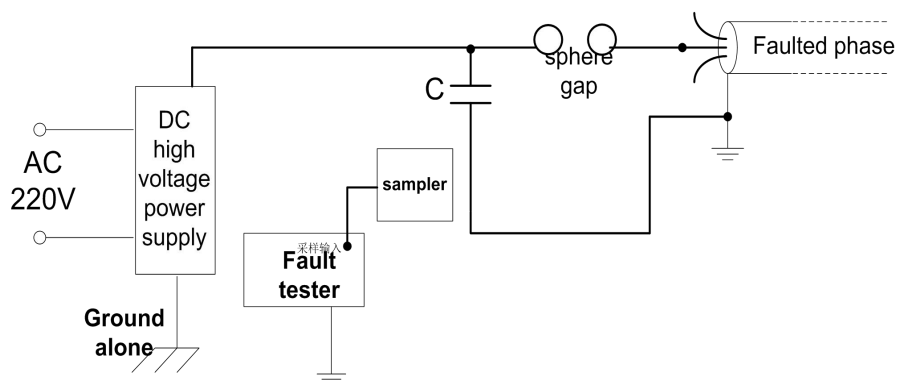 Faulted phase
sphere
gap
C
DC
high
voltage
power
supply
AC
220V
sampler
采样输入
Fault
tester
Ground
alone